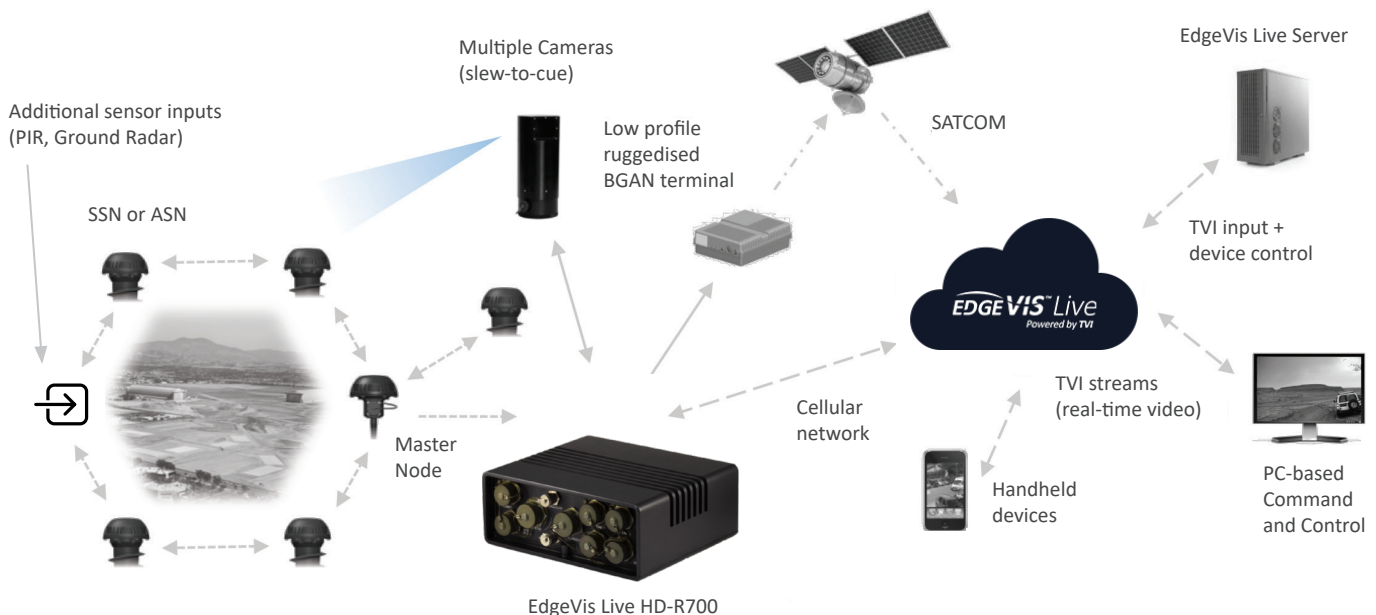 EdgeVis Live Server
Multiple Cameras
(slew-to-cue)
Additional sensor inputs
(PIR, Ground Radar)
Low profile
ruggedised
BGAN terminal
SATCOM
SSN or ASN
TVI input +
device control
EDGEVIS™ Live
Powered by TVI
TVI streams
(real-time video)
Cellular
network
Master
Node
Handheld
devices
PC-based
Command
and Control
EdgeVis Live HD-R700